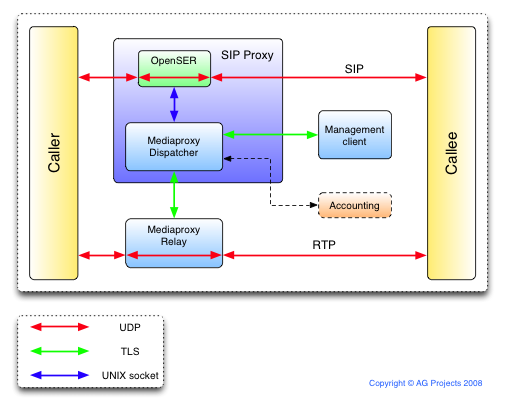 OpenSER
SIP Proxy
SIP
Caller
Mediaproxy
Dispatcher
Management
client
Callee
Accounting
Mediaproxy
Relay
RTP
UDP
TLS
UNIX socket
Copyright © AG Projects 2008